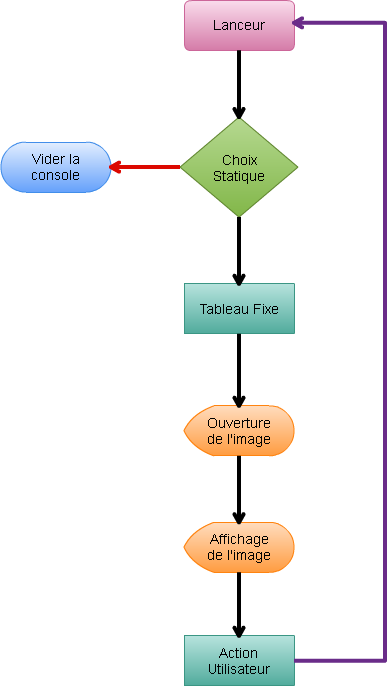 Lanceur
Choix
Statique
Vider la
console
Tableau Fixe
Ouverture
de l'image
Affichage
de l'image
Action
Utilisateur